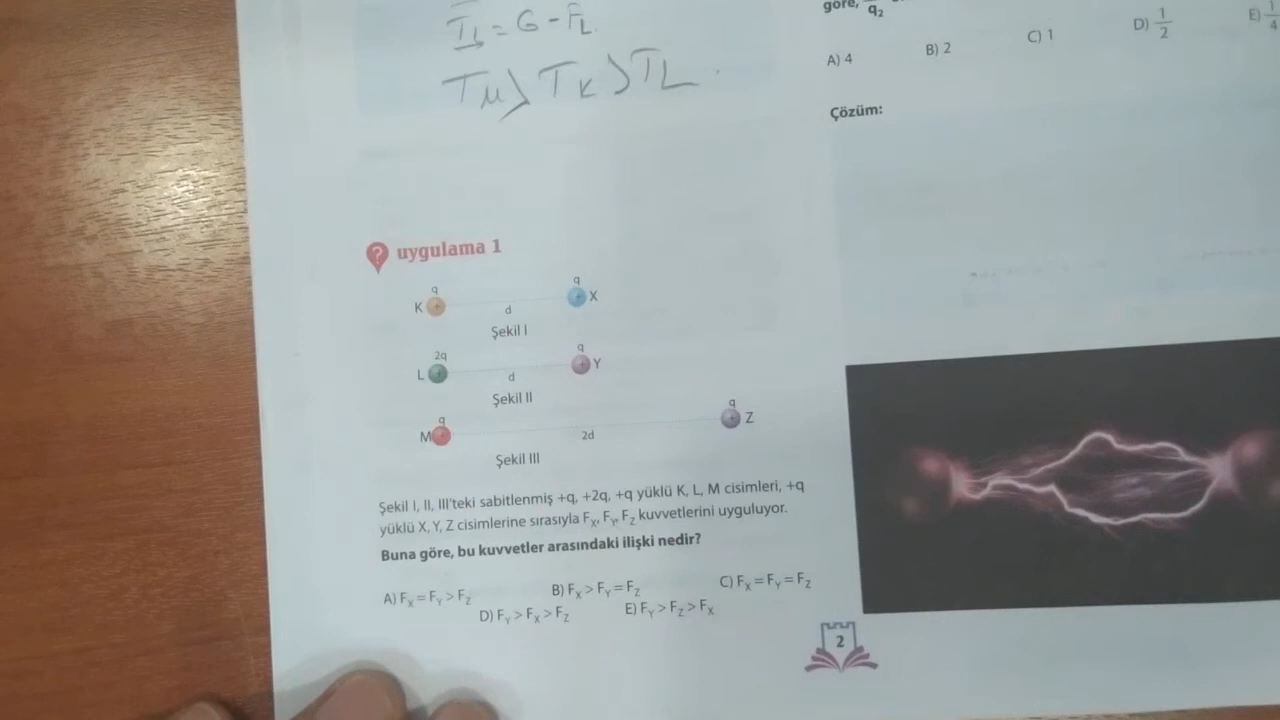 T_L = G - F_L.
T_M > T_K > T_L.
göre, q₂
A) 4 B) 2 C) 1 D) 1/2 E) 1/4
Çözüm:
uygulama 1
q q
K + + X
d
Şekil I
2q q
L + + Y
d
Şekil II
q q
M + + Z
2d
Şekil III
Şekil I, II, III'teki sabitlenmiş +q, +2q, +q yüklü K, L, M cisimleri, +q
yüklü X, Y, Z cisimlerine sırasıyla F_X, F_Y, F_Z kuvvetlerini uyguluyor.
Buna göre, bu kuvvetler arasındaki ilişki nedir?
A) F_X = F_Y > F_Z B) F_X > F_Y = F_Z C) F_X = F_Y = F_Z
D) F_Y > F_X > F_Z E) F_Y > F_Z > F_X
2